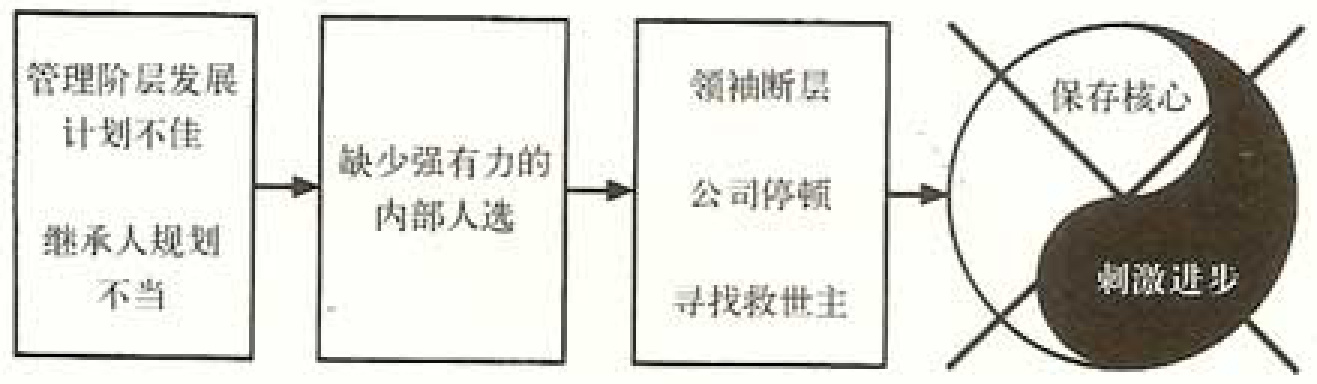 管理阶层发展
计划不佳
继承人规划
不当
缺少强有力的
内部人选
领袖断层
公司停顿
寻找救世主
保存核心
刺激进步